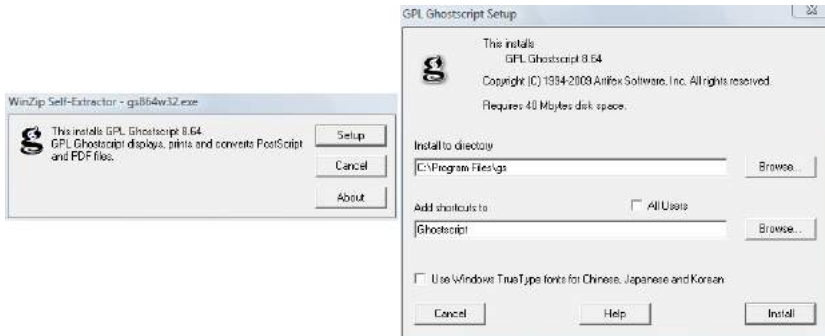 WinZip Self-Extractor - gs864w32.exe
This installs GPL Ghostscript 8.64.
GPL Ghostscript displays, prints and converts PostScript
and PDF files.
Setup
Cancel
About
GPL Ghostscript Setup
This installs
GPL Ghostscript 8.64
Copyright (C) 1994-2009 Artifex Software, Inc. All rights reserved.
Requires 40 Mbytes disk space.
Install to directory
C:\Program Files\gs
Browse...
Add shortcuts to
All Users
Ghostscript
Browse...
Use Windows TrueType fonts for Chinese, Japanese and Korean
Cancel
Help
Install